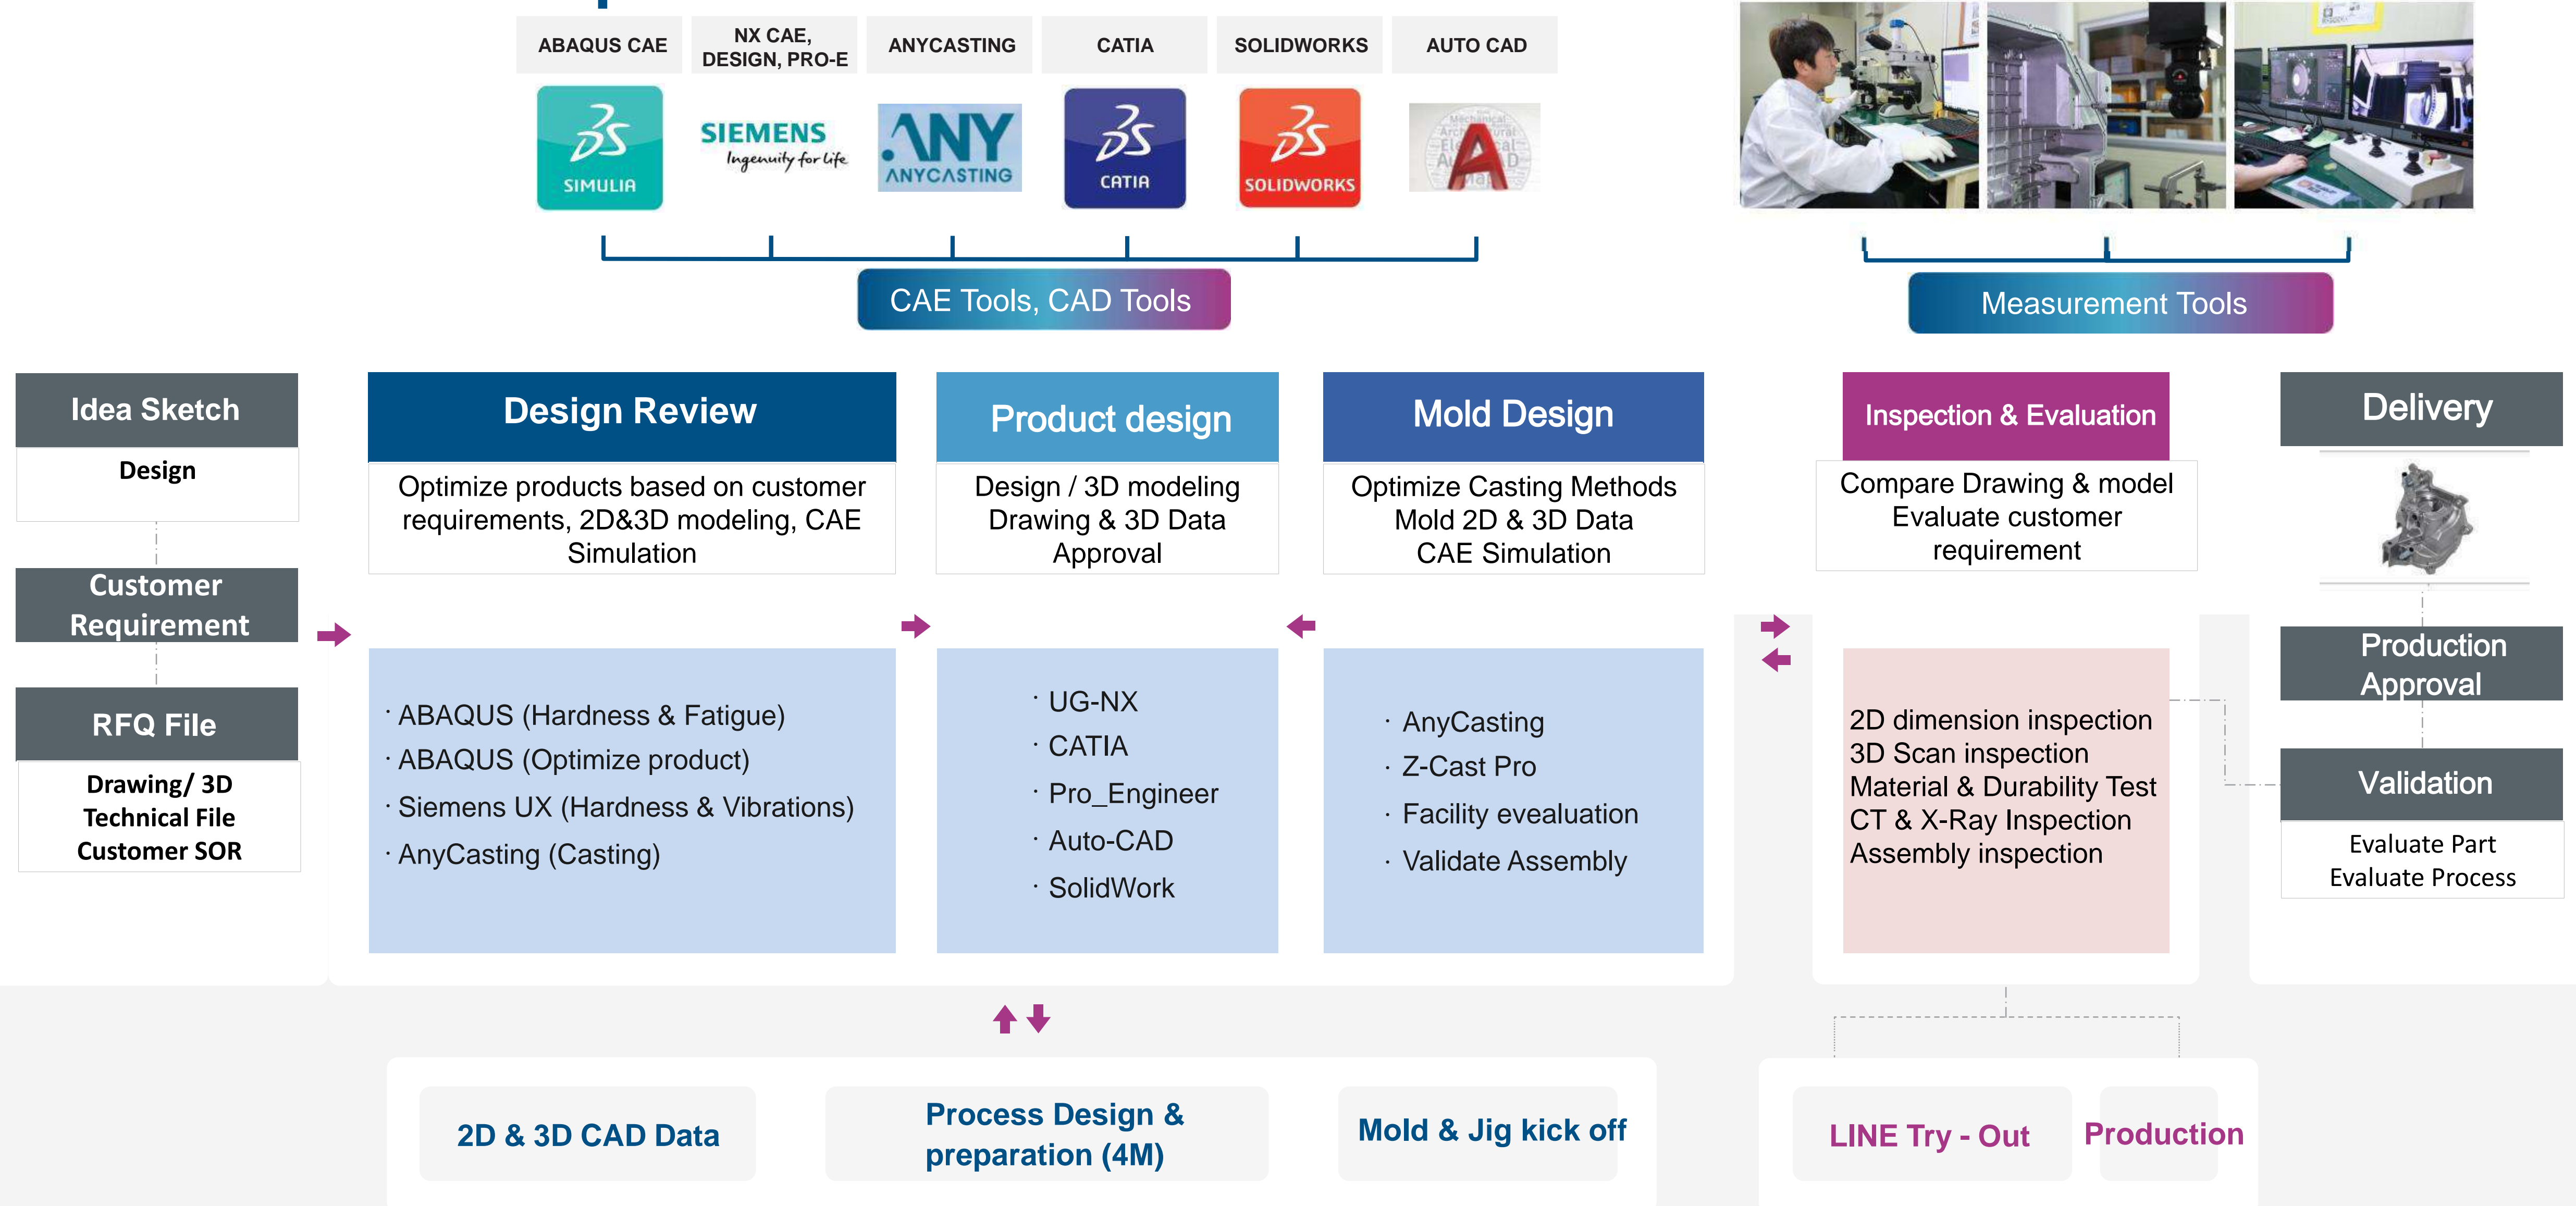 ABAQUS CAE
NX CAE,
DESIGN, PRO-E
ANYCASTING
CATIA
SOLIDWORKS
AUTO CAD
SIMULIA
SIEMENS
Ingenuity for life
ANY
ANYCASTING
CATIA
SOLIDWORKS
A
CAE Tools, CAD Tools
Measurement Tools
Idea Sketch
Design
Customer
Requirement
RFQ File
Drawing/ 3D
Technical File
Customer SOR
Design Review
Optimize products based on customer
requirements, 2D&3D modeling, CAE
Simulation
· ABAQUS (Hardness & Fatigue)
· ABAQUS (Optimize product)
· Siemens UX (Hardness & Vibrations)
· AnyCasting (Casting)
Product design
Design / 3D modeling
Drawing & 3D Data
Approval
· UG-NX
· CATIA
· Pro_Engineer
· Auto-CAD
· SolidWork
Mold Design
Optimize Casting Methods
Mold 2D & 3D Data
CAE Simulation
· AnyCasting
· Z-Cast Pro
· Facility evealuation
· Validate Assembly
Inspection & Evaluation
Compare Drawing & model
Evaluate customer
requirement
2D dimension inspection
3D Scan inspection
Material & Durability Test
CT & X-Ray Inspection
Assembly inspection
Delivery
Production
Approval
Validation
Evaluate Part
Evaluate Process
2D & 3D CAD Data
Process Design &
preparation (4M)
Mold & Jig kick off
LINE Try - Out
Production